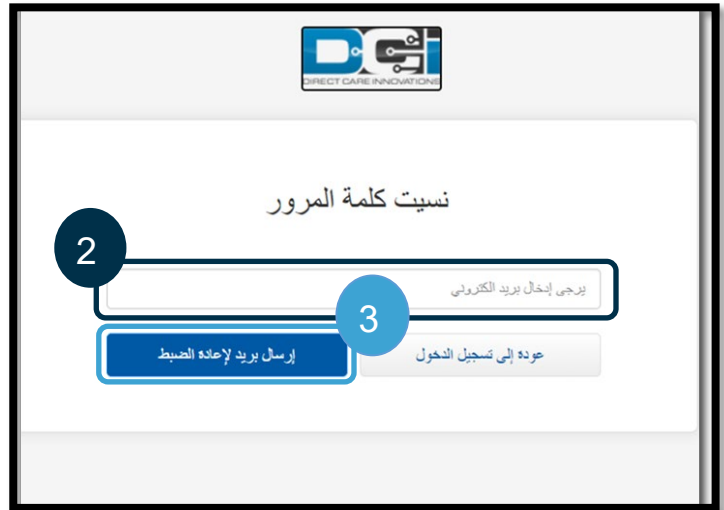 DCI
DIRECT CARE INNOVATIONS
نسيت كلمة المرور
2
يرجى إدخال بريد الكتروني
3
عودة إلى تسجيل الدخول
إرسال بريد لإعادة الضبط